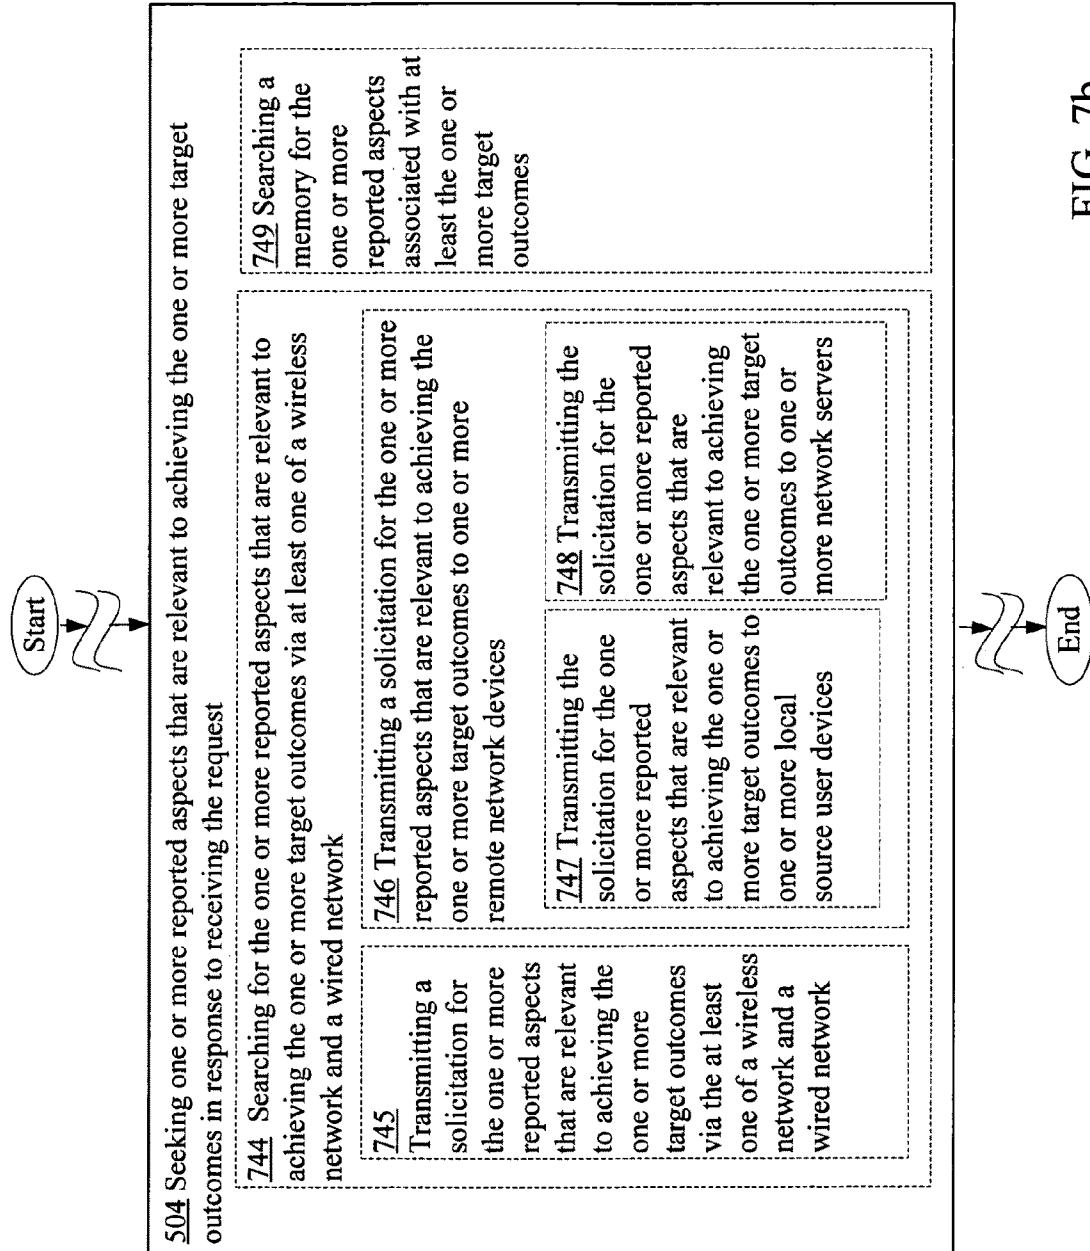 Start
504 Seeking one or more reported aspects that are relevant to achieving the one or more target
outcomes in response to receiving the request
744 Searching for the one or more reported aspects that are relevant to
achieving the one or more target outcomes via at least one of a wireless
network and a wired network
745
Transmitting a
solicitation for
the one or more
reported aspects
that are relevant
to achieving the
one or more
target outcomes
via the at least
one of a wireless
network and a
wired network
746 Transmitting a solicitation for the one or more
reported aspects that are relevant to achieving the
one or more target outcomes to one or more
remote network devices
747 Transmitting the
solicitation for the one
or more reported
aspects that are relevant
to achieving the one or
more target outcomes to
one or more local
source user devices
748 Transmitting the
solicitation for the
one or more reported
aspects that are
relevant to achieving
the one or more target
outcomes to one or
more network servers
749 Searching a
memory for the
one or more
reported aspects
associated with at
least the one or
more target
outcomes
End
FIG. 7b